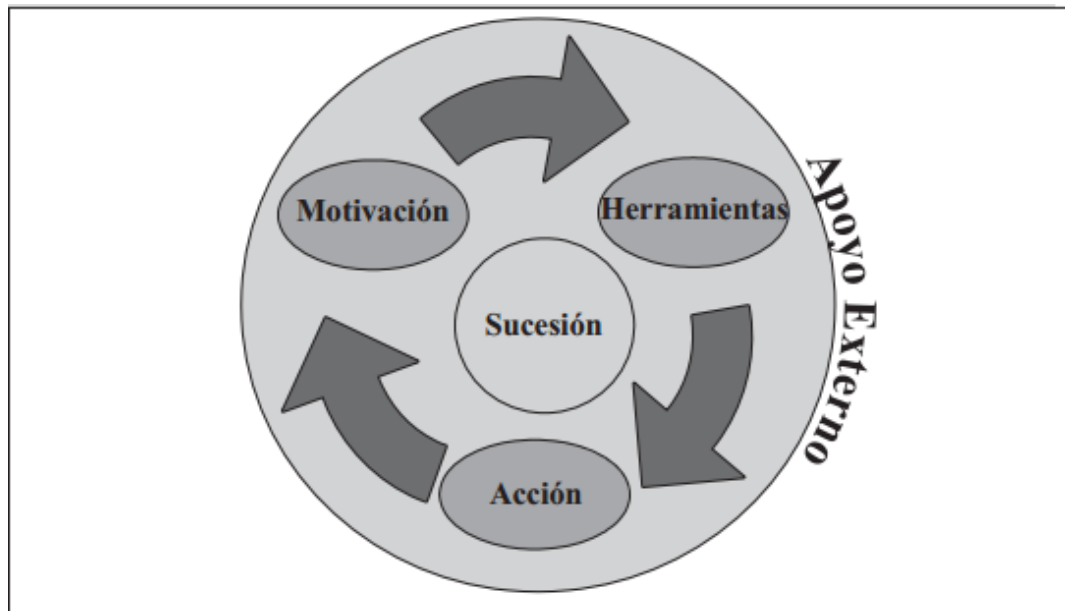 Motivación
Herramientas
Sucesión
Acción
Apoyo Externo